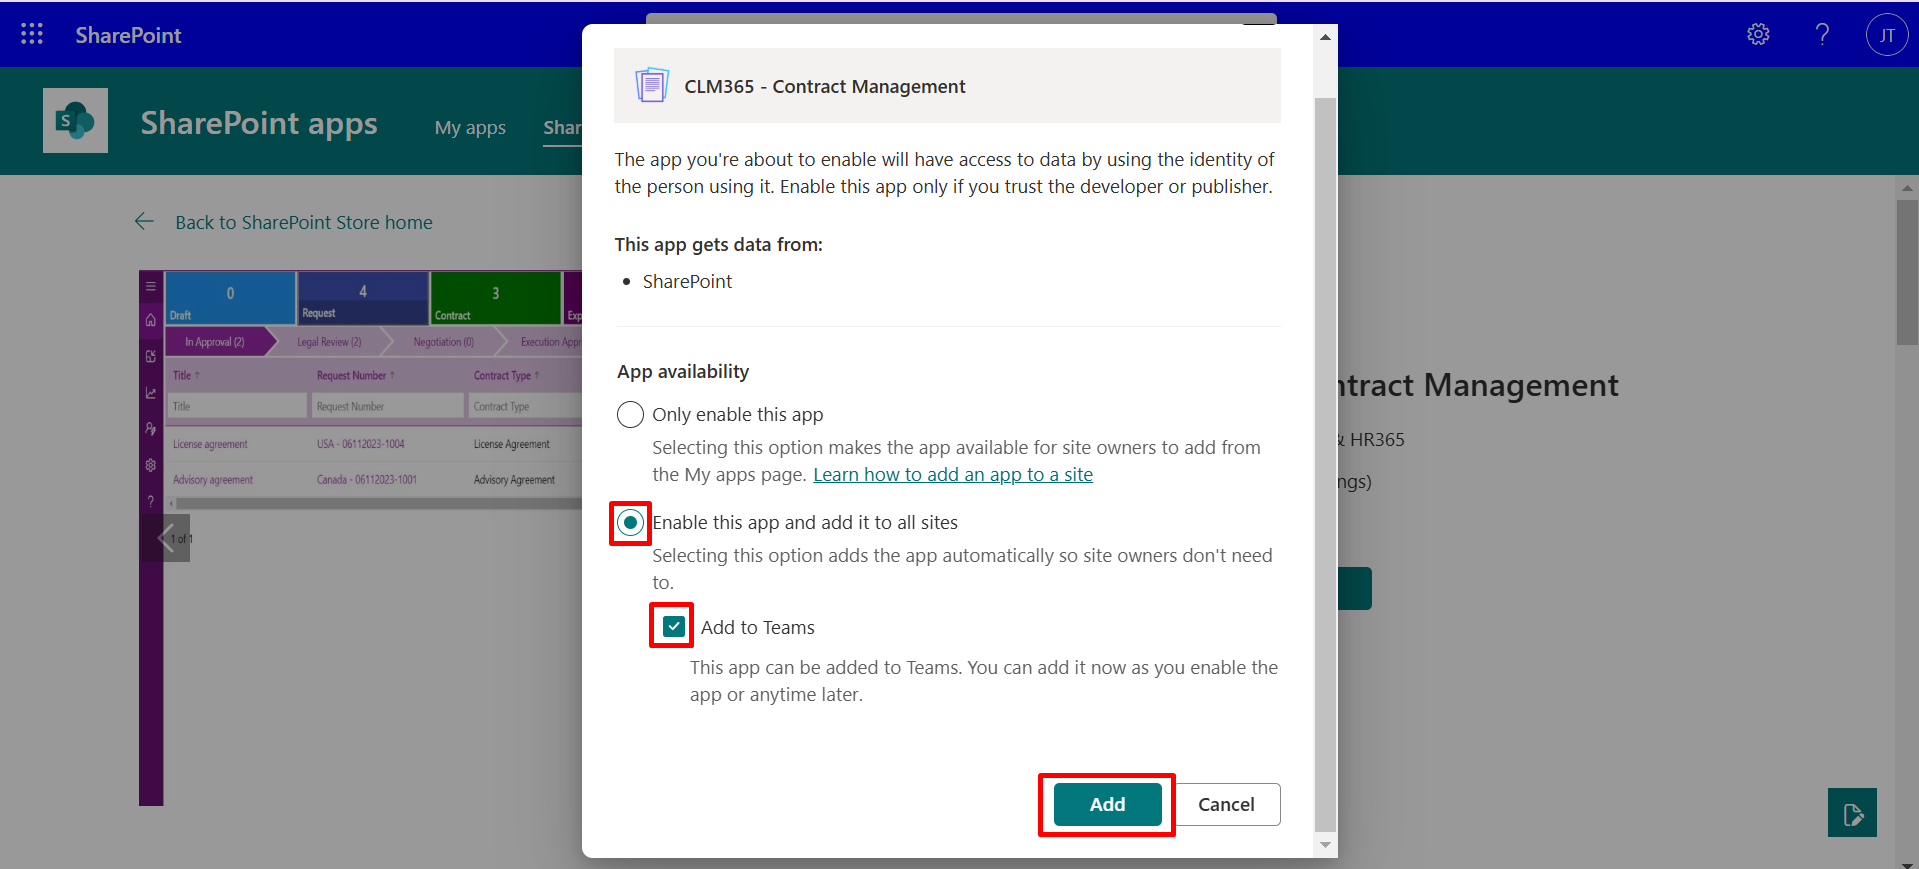 SharePoint
?
JT
S
SharePoint apps
My apps
Shar
Back to SharePoint Store home
0
Draft
4
Request
3
Contract
Exp
In Approval (2)
Legal Review (2)
Negotiation (0)
Execution Appr
Title ↑
Request Number ↑
Contract Type ↑
Title
Request Number
Contract Type
License agreement
USA - 06112023-1004
License Agreement
Advisory agreement
Canada - 06112023-1001
Advisory Agreement
?
1 of 1
CLM365 - Contract Management
The app you're about to enable will have access to data by using the identity of
the person using it. Enable this app only if you trust the developer or publisher.
This app gets data from:
• SharePoint
App availability
Only enable this app
Selecting this option makes the app available for site owners to add from
the My apps page. Learn how to add an app to a site
Enable this app and add it to all sites
Selecting this option adds the app automatically so site owners don't need
to.
Add to Teams
This app can be added to Teams. You can add it now as you enable the
app or anytime later.
Add
Cancel
ntract Management
& HR365
ngs)